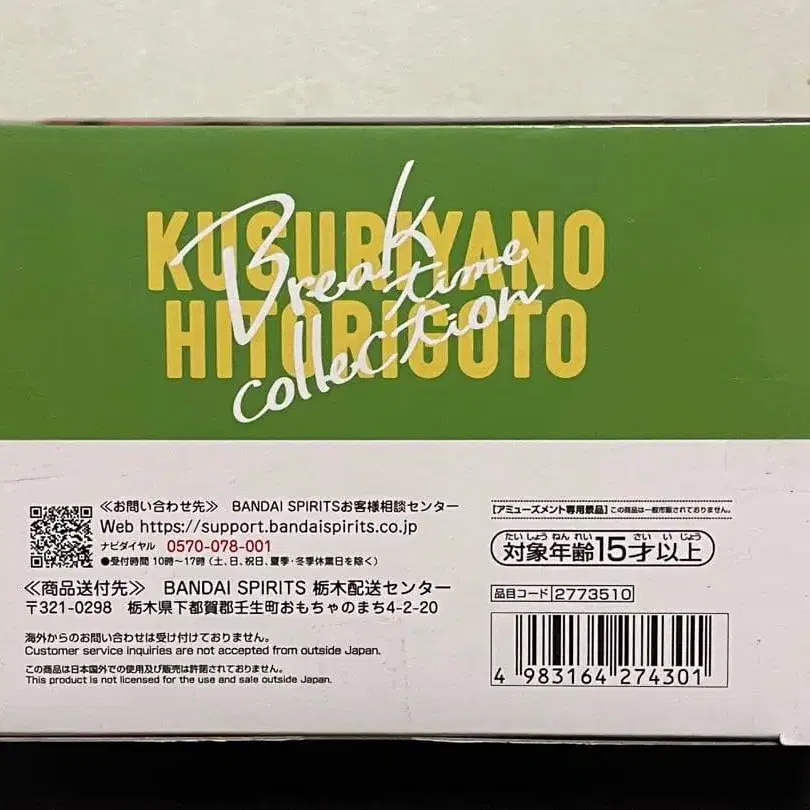 KUSURIYANO
HITORIGOTO
Break
time
collection
≪お問い合わせ先≫ BANDAI SPIRITSお客様相談センター
Web https://support.bandaispirits.co.jp
ナビダイヤル 0570-078-001
●受付時間 10時～17時(土、日、祝日、夏季・冬季休業日を除く)
≪商品送付先≫ BANDAI SPIRITS 栃木配送センター
〒321-0298 栃木県下都賀郡壬生町おもちゃのまち4-2-20
海外からのお問い合わせは受け付けておりません。
Customer service inquiries are not accepted from outside Japan.
この商品は日本国外での使用及び販売は許諾されておりません。
This product is not licensed for the use and sale outside Japan.
【アミューズメント専用景品】この商品は一般市販されておりません。
たいしょうねんれい さいいじょう
対象年齢15才以上
品目コード 2773510
4 983164 274301